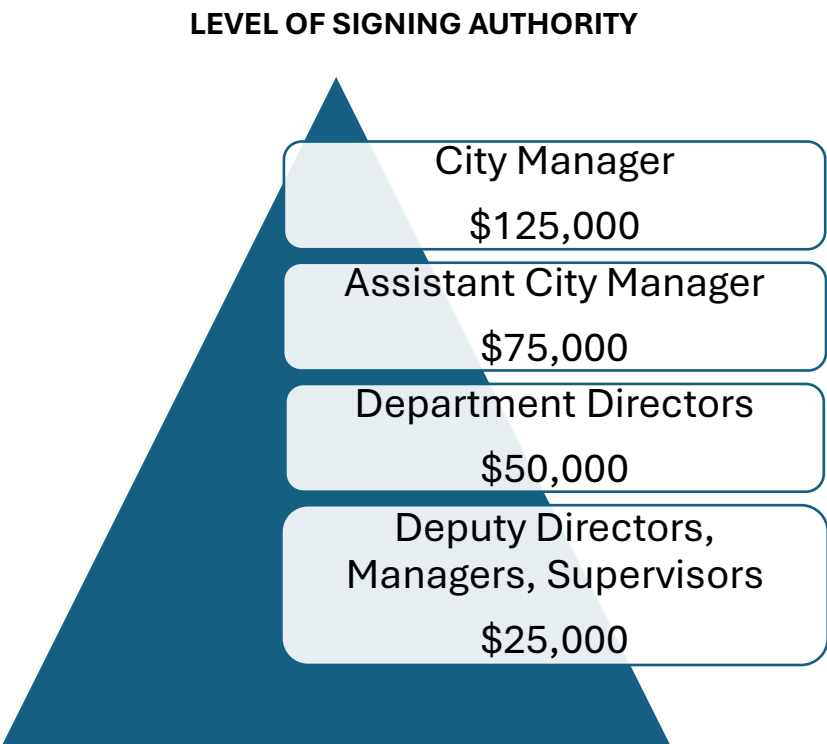 LEVEL OF SIGNING AUTHORITY
City Manager
$125,000
Assistant City Manager
$75,000
Department Directors
$50,000
Deputy Directors,
Managers, Supervisors
$25,000